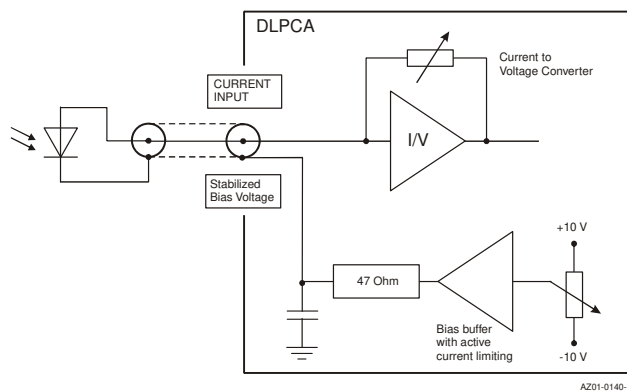 DLPCA
CURRENT
INPUT
Current to
Voltage Converter
I/V
Stabilized
Bias Voltage
+10 V
47 Ohm
Bias buffer
with active
current limiting
-10 V
AZ01-0140-